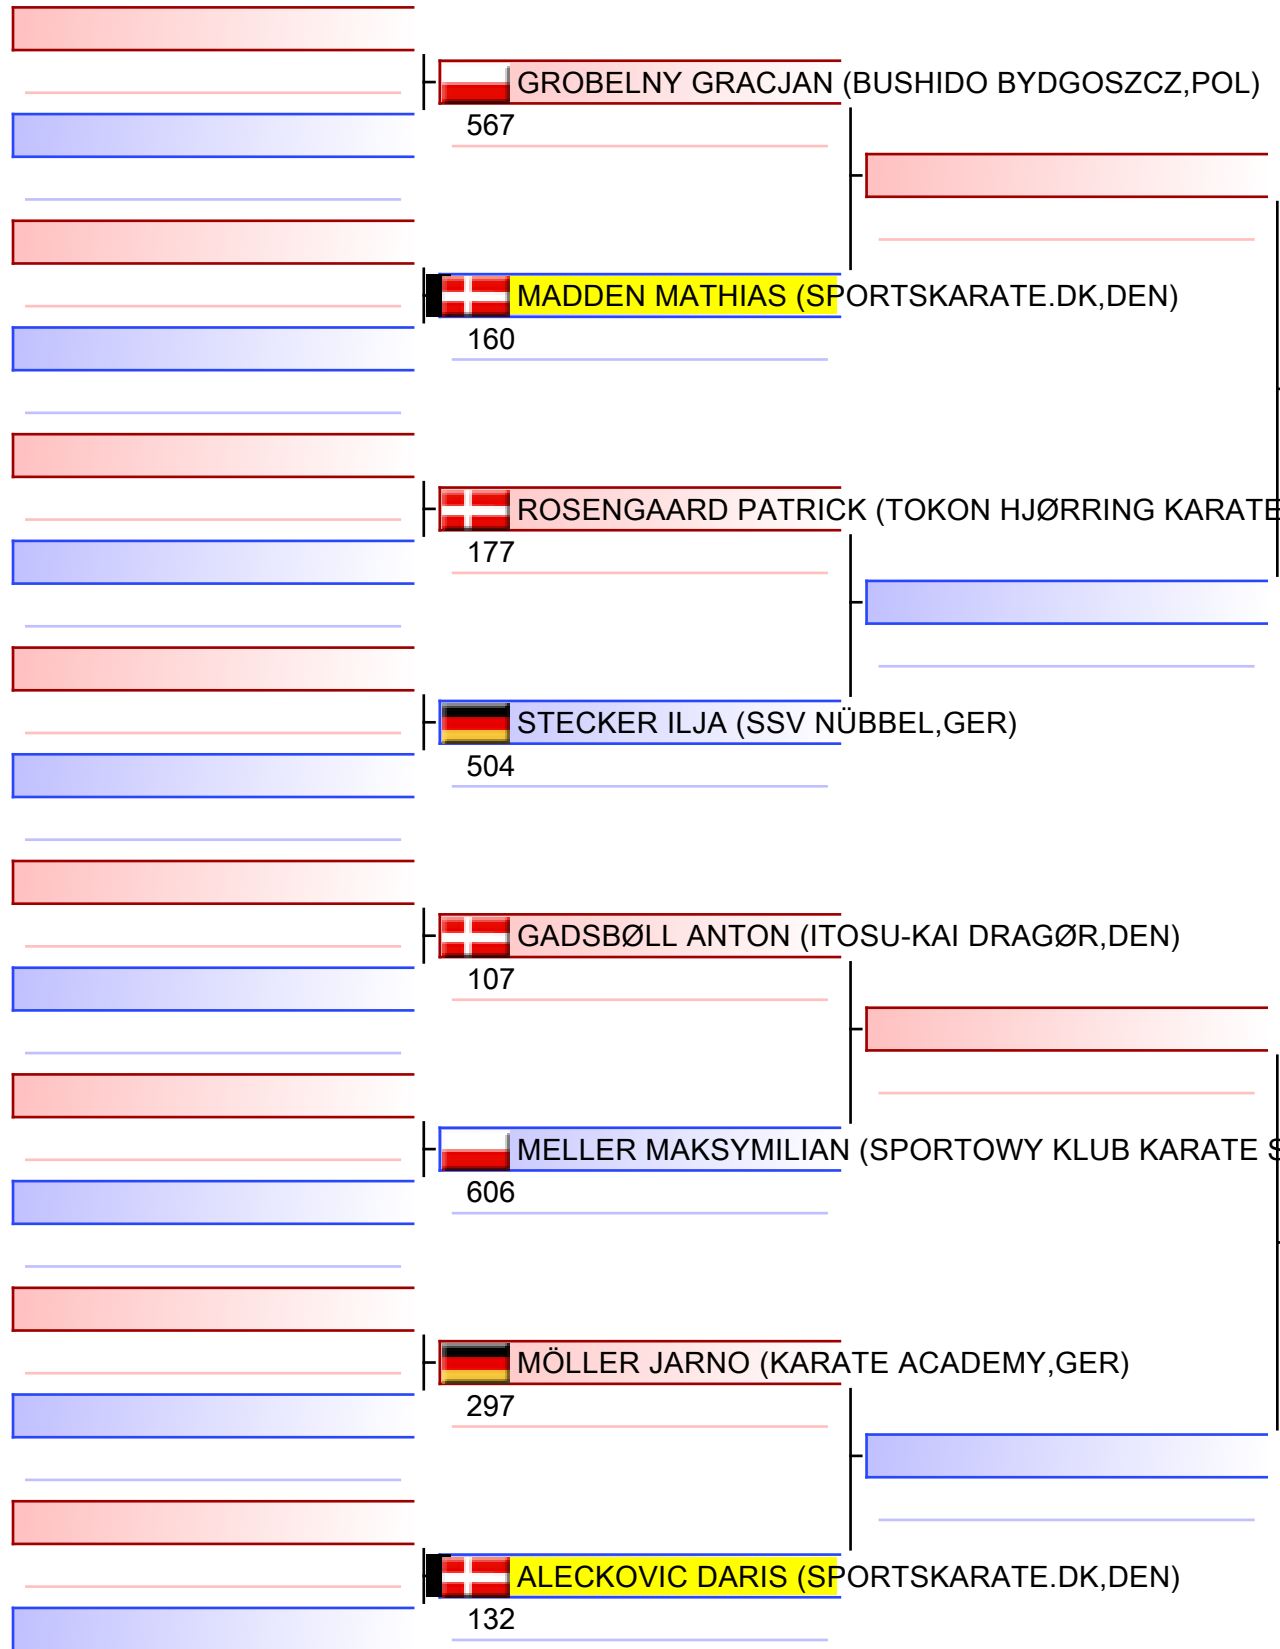 GROBELNY GRACJAN (BUSHIDO BYDGOSZCZ,POL)
567
MADDEN MATHIAS (SPORTSKARATE.DK,DEN)
160
ROSENGAARD PATRICK (TOKON HJØRRING KARATE
177
STECKER ILJA (SSV NÜBBEL,GER)
504
GADSBØLL ANTON (ITOSU-KAI DRAGØR,DEN)
107
MELLER MAKSYMILIAN (SPORTOWY KLUB KARATE S
606
MÖLLER JARNO (KARATE ACADEMY,GER)
297
ALECKOVIC DARIS (SPORTSKARATE.DK,DEN)
132